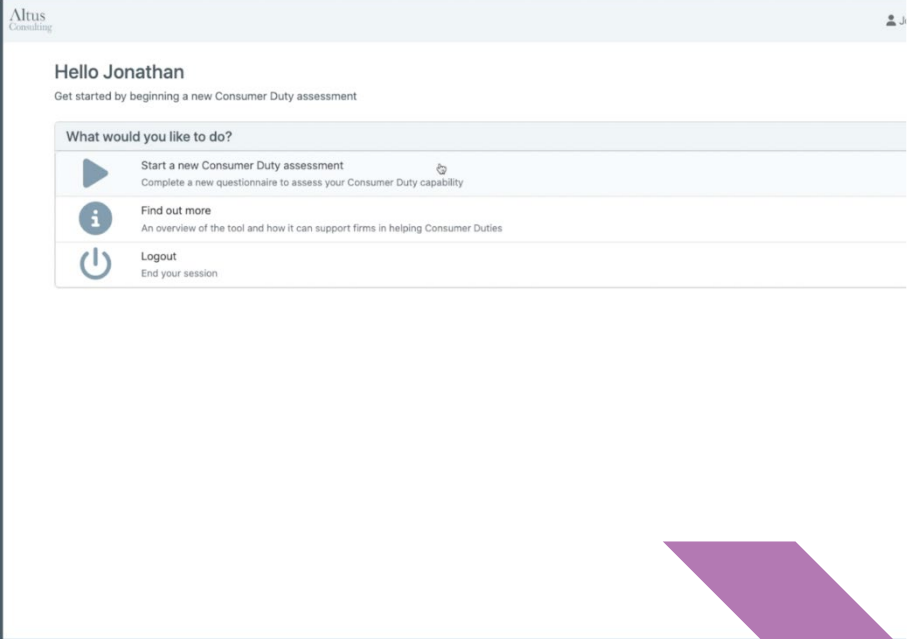 Altus
Consulting
Hello Jonathan
Get started by beginning a new Consumer Duty assessment
What would you like to do?
Start a new Consumer Duty assessment
Complete a new questionnaire to assess your Consumer Duty capability
Find out more
An overview of the tool and how it can support firms in helping Consumer Duties
Logout
End your session